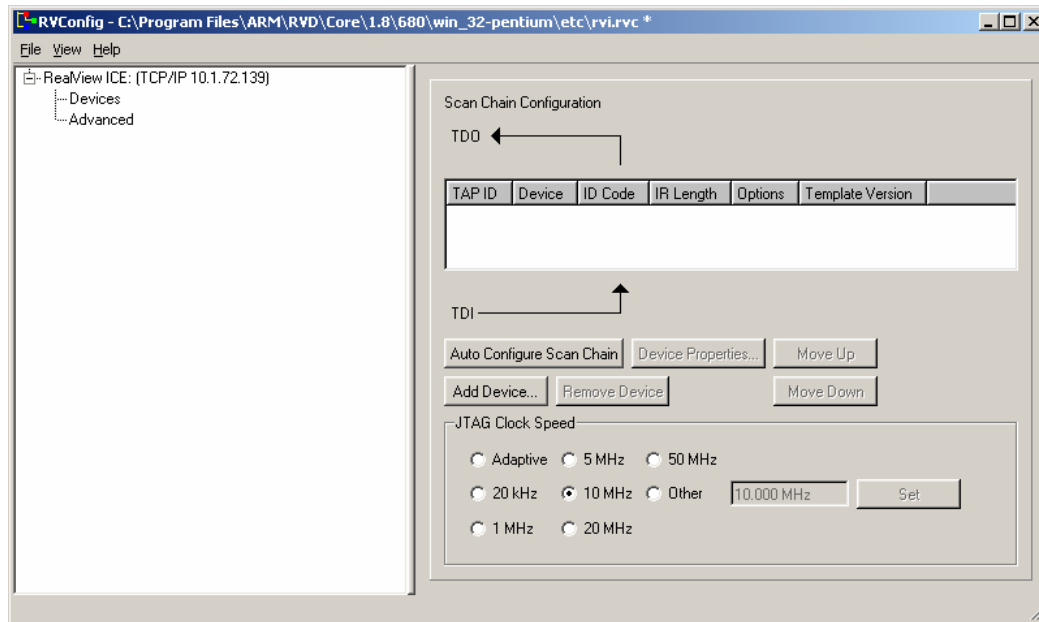 RVConfig - C:\Program Files\ARM\RVD\Core\1.8\680\win_32-pentium\etc\rvi.rvc *
File View Help
RealView ICE: (TCP/IP 10.1.72.139)
Devices
Advanced
Scan Chain Configuration
TDO
TAP ID Device ID Code IR Length Options Template Version
TDI
Auto Configure Scan Chain Device Properties... Move Up
Add Device... Remove Device Move Down
JTAG Clock Speed
Adaptive 5 MHz 50 MHz
20 kHz 10 MHz Other 10.000 MHz Set
1 MHz 20 MHz